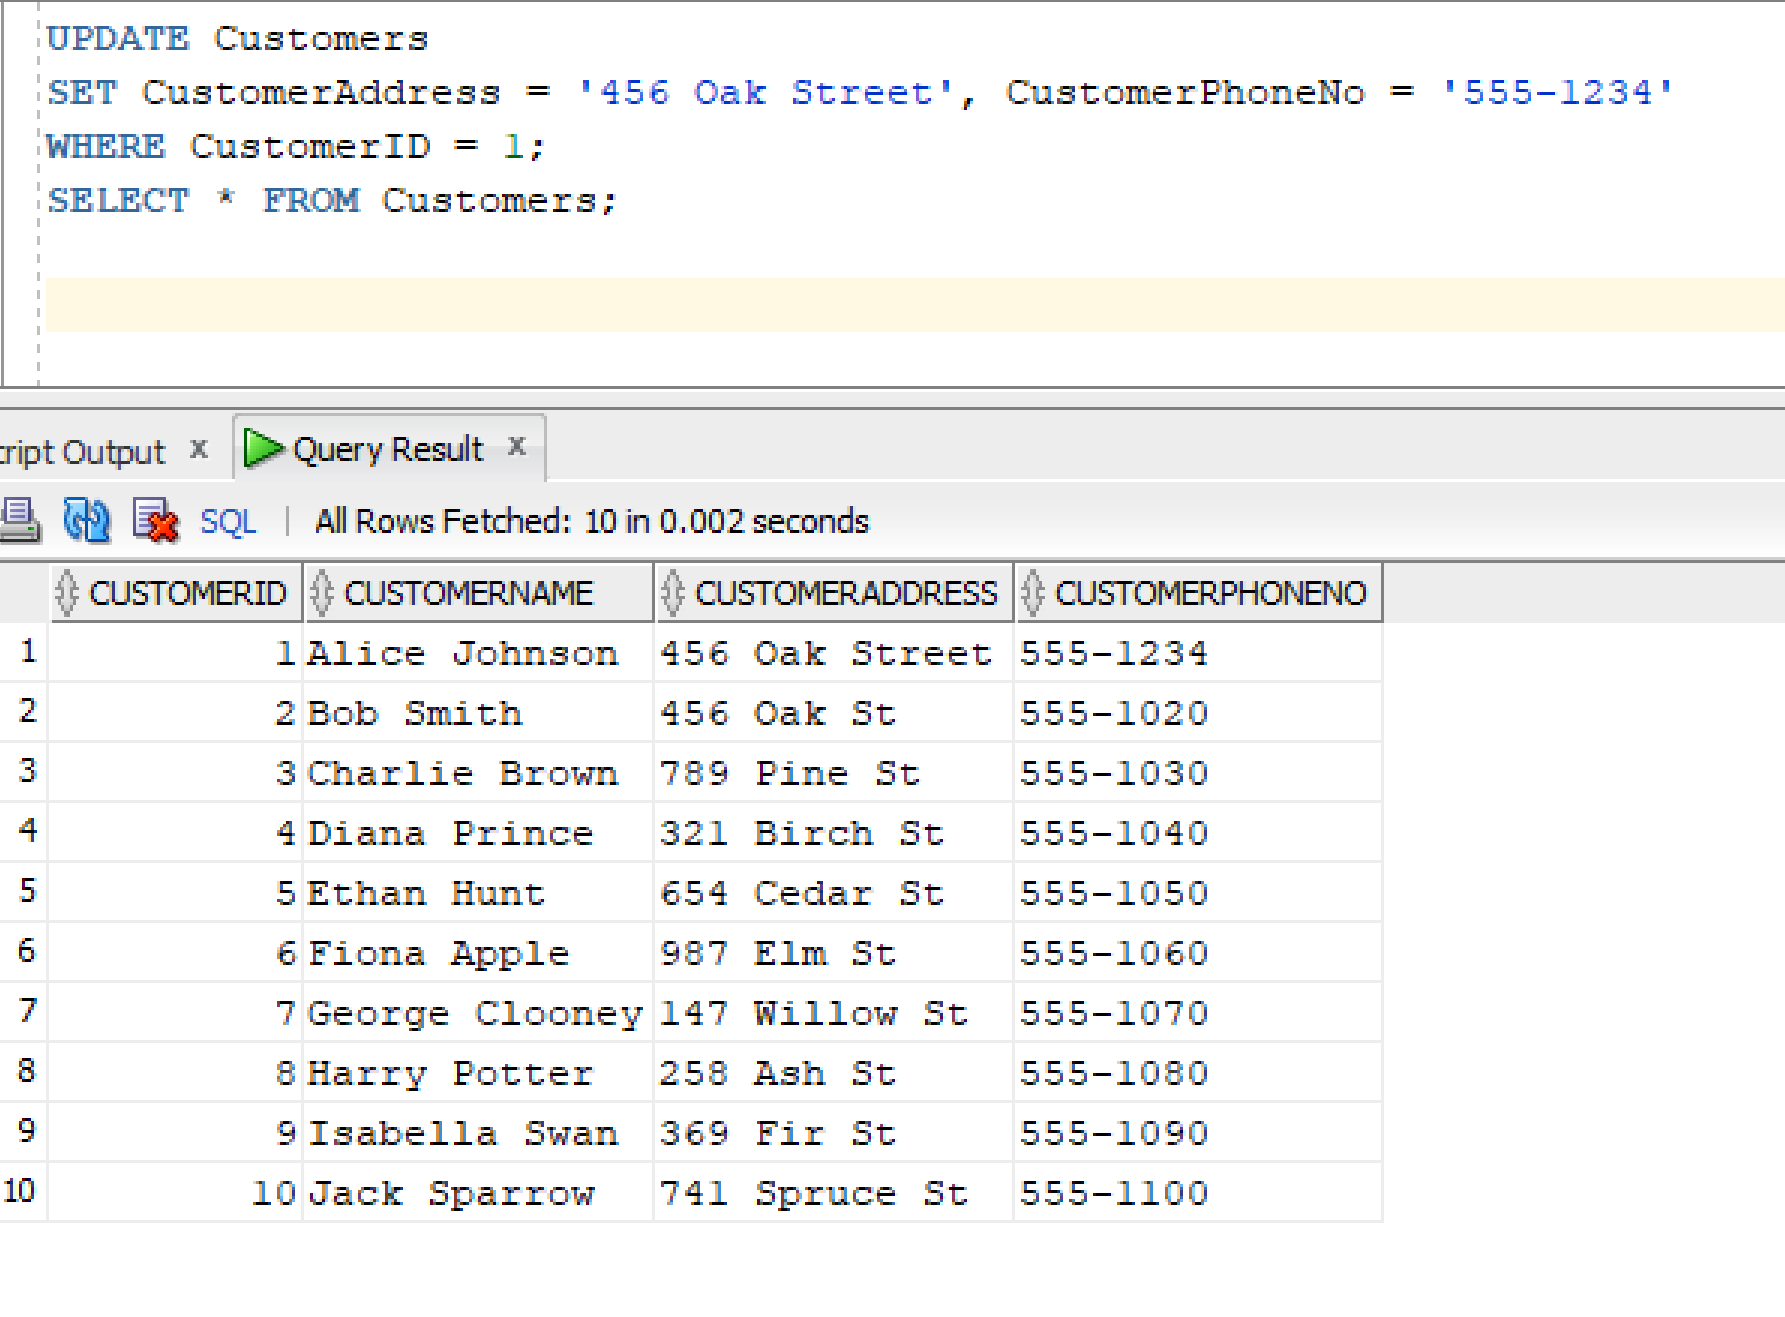 UPDATE Customers
SET CustomerAddress = '456 Oak Street', CustomerPhoneNo = '555-1234'
WHERE CustomerID = 1;
SELECT * FROM Customers;
cript Output x Query Result x
SQL | All Rows Fetched: 10 in 0.002 seconds
CUSTOMERID CUSTOMERNAME CUSTOMERADDRESS CUSTOMERPHONENO
1 1 Alice Johnson 456 Oak Street 555-1234
2 2 Bob Smith 456 Oak St 555-1020
3 3 Charlie Brown 789 Pine St 555-1030
4 4 Diana Prince 321 Birch St 555-1040
5 5 Ethan Hunt 654 Cedar St 555-1050
6 6 Fiona Apple 987 Elm St 555-1060
7 7 George Clooney 147 Willow St 555-1070
8 8 Harry Potter 258 Ash St 555-1080
9 9 Isabella Swan 369 Fir St 555-1090
10 10 Jack Sparrow 741 Spruce St 555-1100